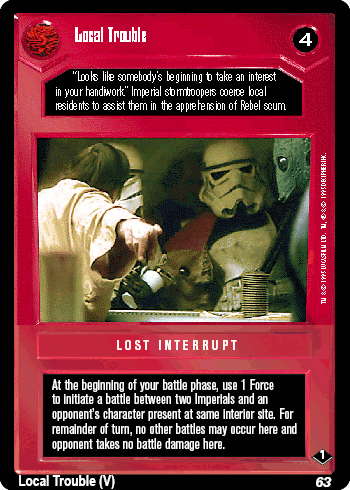 Local Trouble
4
"Looks like somebody's beginning to take an interest
in your handiwork." Imperial stormtroopers coerce local
residents to assist them in the apprehension of Rebel scum.
LOST INTERRUPT
At the beginning of your battle phase, use 1 Force
to initiate a battle between two Imperials and an
opponent's character present at same interior site. For
remainder of turn, no other battles may occur here and
opponent takes no battle damage here.
1
Local Trouble (V)
63